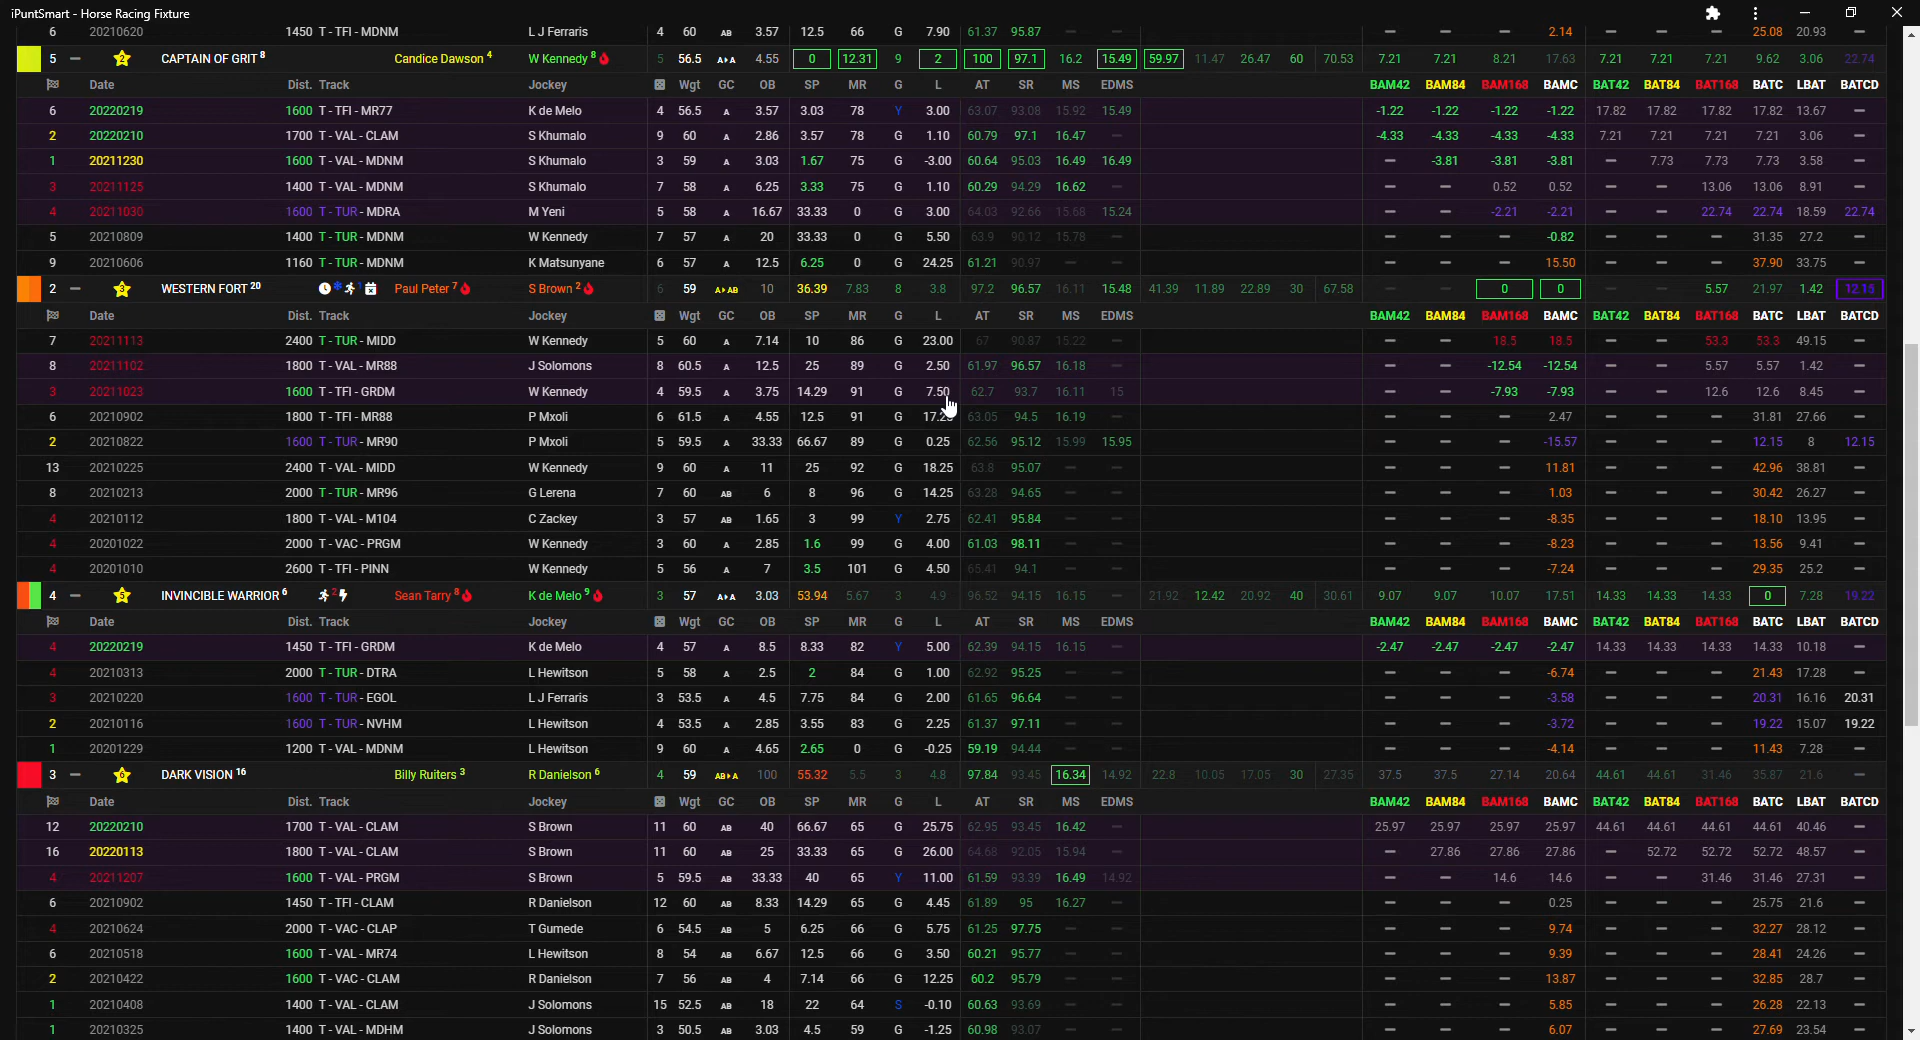 iPuntSmart - Horse Racing Fixture
6 20210620 1450 T - TFI - MDNM L J Ferraris 4 60 AB 3.57 12.5 66 G 7.90 61.37 95.87 — — — 2.14 — — — 25.08 20.93 —
5 — 2 CAPTAIN OF GRIT 8 Candice Dawson 4 W Kennedy 8 5 56.5 A▸A 4.55 0 12.31 9 2 100 97.1 16.2 15.49 59.97 11.47 26.47 60 70.53 7.21 7.21 8.21 17.63 7.21 7.21 7.21 9.62 3.06 22.74
Date Dist. Track Jockey Wgt GC OB SP MR G L AT SR MS EDMS BAM42 BAM84 BAM168 BAMC BAT42 BAT84 BAT168 BATC LBAT BATCD
6 20220219 1600 T - TFI - MR77 K de Melo 4 56.5 A 3.57 3.03 78 Y 3.00 63.07 93.08 15.92 15.49 -1.22 -1.22 -1.22 -1.22 17.82 17.82 17.82 17.82 13.67 —
2 20220210 1700 T - VAL - CLAM S Khumalo 9 60 A 2.86 3.57 78 G 1.10 60.79 97.1 16.47 — -4.33 -4.33 -4.33 -4.33 7.21 7.21 7.21 7.21 3.06 —
1 20211230 1600 T - VAL - MDNM S Khumalo 3 59 A 3.03 1.67 75 G -3.00 60.64 95.03 16.49 16.49 — -3.81 -3.81 -3.81 — 7.73 7.73 7.73 3.58 —
3 20211125 1400 T - VAL - MDNM S Khumalo 7 58 A 6.25 3.33 75 G 1.10 60.29 94.29 16.62 — — — 0.52 0.52 — — 13.06 13.06 8.91 —
4 20211030 1600 T - TUR - MDRA M Yeni 5 58 A 16.67 33.33 0 G 3.00 64.03 92.66 15.68 15.24 — — -2.21 -2.21 — — 22.74 22.74 18.59 22.74
5 20210809 1400 T - TUR - MDNM W Kennedy 7 57 A 20 33.33 0 G 5.50 63.9 90.12 15.78 — — — -0.82 — — — 31.35 27.2 —
9 20210606 1160 T - TUR - MDNM K Matsunyane 6 57 A 12.5 6.25 0 G 24.25 61.21 90.97 — — — 15.50 — — — 37.90 33.75 —
2 — WESTERN FORT 20 Paul Peter 7 S Brown 2 6 59 A▸AB 10 36.39 7.83 8 3.8 97.2 96.57 16.11 15.48 41.39 11.89 22.89 30 67.58 — — 0 0 — — 5.57 21.97 1.42 12.15
Date Dist. Track Jockey Wgt GC OB SP MR G L AT SR MS EDMS BAM42 BAM84 BAM168 BAMC BAT42 BAT84 BAT168 BATC LBAT BATCD
7 20211113 2400 T - TUR - MIDD W Kennedy 5 60 A 7.14 10 86 G 23.00 67 90.87 15.22 — — — 18.5 18.5 — — 53.3 53.3 49.15 —
8 20211102 1800 T - VAL - MR88 J Solomons 8 60.5 A 12.5 25 89 G 2.50 61.97 96.57 16.18 — — — -12.54 -12.54 — — 5.57 5.57 1.42 —
3 20211023 1600 T - TFI - GRDM W Kennedy 4 59.5 A 3.75 14.29 91 G 7.50 62.7 93.7 16.11 15 — — -7.93 -7.93 — — 12.6 12.6 8.45 —
6 20210902 1800 T - TFI - MR88 P Mxoli 6 61.5 A 4.55 12.5 91 G 63.05 94.5 16.19 — — — — 2.47 — — — 31.81 27.66 —
2 20210822 1600 T - TUR - MR90 P Mxoli 5 59.5 A 33.33 66.67 89 G 0.25 62.56 95.12 15.99 15.95 — — — -15.57 — — — 12.15 8 12.15
13 20210225 2400 T - VAL - MIDD W Kennedy 9 60 A 11 25 92 G 18.25 63.8 95.07 — — — — — 11.81 — — — 42.96 38.81 —
8 20210213 2000 T - TUR - MR96 G Lerena 7 60 AB 6 8 96 G 14.25 63.28 94.65 — — — — — 1.03 — — — 30.42 26.27 —
4 20210112 1800 T - VAL - M104 C Zackey 3 57 AB 1.65 3 99 Y 2.75 62.41 95.84 — — — — — -8.35 — — — 18.10 13.95 —
4 20201022 2000 T - VAC - PRGM W Kennedy 3 60 A 2.85 1.6 99 G 4.00 61.03 98.11 — — — — — -8.23 — — — 13.56 9.41 —
4 20201010 2600 T - TFI - PINN W Kennedy 5 56 A 7 3.5 101 G 4.50 65.41 94.1 — — — — — -7.24 — — — 29.35 25.2 —
4 — 5 INVINCIBLE WARRIOR 6 2 Sean Tarry 8 K de Melo 9 3 57 A▸A 3.03 53.94 5.67 3 4.9 96.52 94.15 16.15 — 21.92 12.42 20.92 40 30.61 9.07 9.07 10.07 17.51 14.33 14.33 14.33 0 7.28 19.22
Date Dist. Track Jockey Wgt GC OB SP MR G L AT SR MS EDMS BAM42 BAM84 BAM168 BAMC BAT42 BAT84 BAT168 BATC LBAT BATCD
4 20220219 1450 T - TFI - GRDM K de Melo 4 57 A 8.5 8.33 82 Y 5.00 62.39 94.15 16.15 — -2.47 -2.47 -2.47 -2.47 14.33 14.33 14.33 14.33 10.18 —
4 20210313 2000 T - TUR - DTRA L Hewitson 5 58 A 2.5 2 84 G 1.00 62.92 95.25 — — — — — -6.74 — — — 21.43 17.28 —
3 20210220 1600 T - TUR - EGOL L J Ferraris 3 53.5 A 4.5 7.75 84 G 2.00 61.65 96.64 — — — — — -3.58 — — — 20.31 16.16 20.31
2 20210116 1600 T - TUR - NVHM L Hewitson 4 53.5 A 2.85 3.55 83 G 2.25 61.37 97.11 — — — — — -3.72 — — — 19.22 15.07 19.22
1 20201229 1200 T - VAL - MDNM L Hewitson 9 60 A 4.65 2.65 0 G -0.25 59.19 94.44 — — — — — -4.14 — — — 11.43 7.28 —
3 — 6 DARK VISION 16 Billy Ruiters 3 R Danielson 6 4 59 AB▸A 100 55.32 5.5 3 4.8 97.84 93.45 16.34 14.92 22.8 10.05 17.05 30 27.35 37.5 37.5 27.14 20.64 44.61 44.61 31.46 35.87 21.6 —
Date Dist. Track Jockey Wgt GC OB SP MR G L AT SR MS EDMS BAM42 BAM84 BAM168 BAMC BAT42 BAT84 BAT168 BATC LBAT BATCD
12 20220210 1700 T - VAL - CLAM S Brown 11 60 AB 40 66.67 65 G 25.75 62.95 93.45 16.42 — 25.97 25.97 25.97 25.97 44.61 44.61 44.61 44.61 40.46 —
16 20220113 1800 T - VAL - CLAM S Brown 11 60 AB 25 33.33 65 G 26.00 64.68 92.05 15.94 — — 27.86 27.86 27.86 — 52.72 52.72 52.72 48.57 —
4 20211207 1600 T - VAL - PRGM S Brown 5 59.5 AB 33.33 40 65 Y 11.00 61.59 93.39 16.49 14.92 — — 14.6 14.6 — — 31.46 31.46 27.31 —
6 20210902 1450 T - TFI - CLAM R Danielson 12 60 AB 8.33 14.29 65 G 4.45 61.89 95 16.27 — — — — 0.25 — — — 25.75 21.6 —
4 20210624 2000 T - VAC - CLAP T Gumede 6 54.5 AB 5 6.25 66 G 5.75 61.25 97.75 — — — — — 9.74 — — — 32.27 28.12 —
6 20210518 1600 T - VAL - MR74 L Hewitson 8 54 AB 6.67 12.5 66 G 3.50 60.21 95.77 — — — — — 9.39 — — — 28.41 24.26 —
2 20210422 1600 T - VAC - CLAM R Danielson 7 56 AB 4 7.14 66 G 12.25 60.2 95.79 — — — — — 13.87 — — — 32.85 28.7 —
1 20210408 1400 T - VAL - CLAM J Solomons 15 52.5 AB 18 22 64 S -0.10 60.63 93.69 — — — — — 5.85 — — — 26.28 22.13 —
1 20210325 1400 T - VAL - MDHM J Solomons 3 50.5 AB 3.03 4.5 59 G -1.25 60.98 93.07 — — — — — 6.07 — — — 27.69 23.54 —